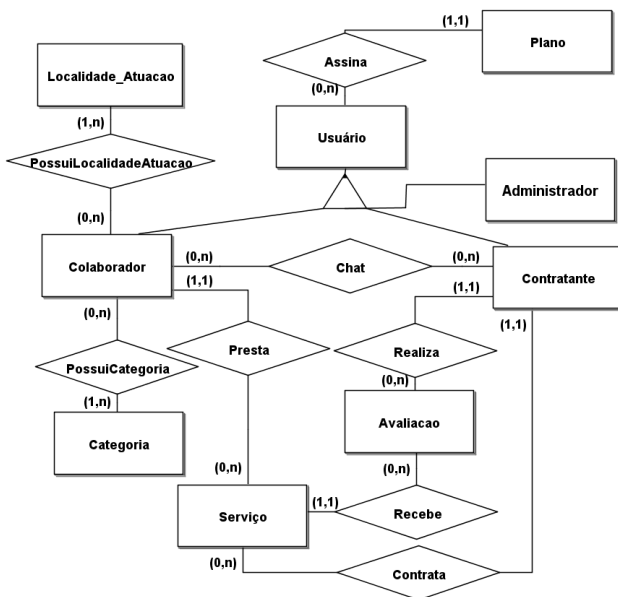 (1,1)
Plano
Assina
Localidade_Atuacao
(0,n)
Usuário
(1,n)
PossuiLocalidadeAtuacao
Administrador
(0,n)
Colaborador
(0,n)
Chat
(0,n)
Contratante
(0,n)
(1,1)
(1,1)
(1,1)
Presta
Realiza
PossuiCategoria
(0,n)
(1,n)
Categoria
Avaliacao
(0,n)
(0,n)
Serviço
(1,1)
Recebe
(0,n)
Contrata